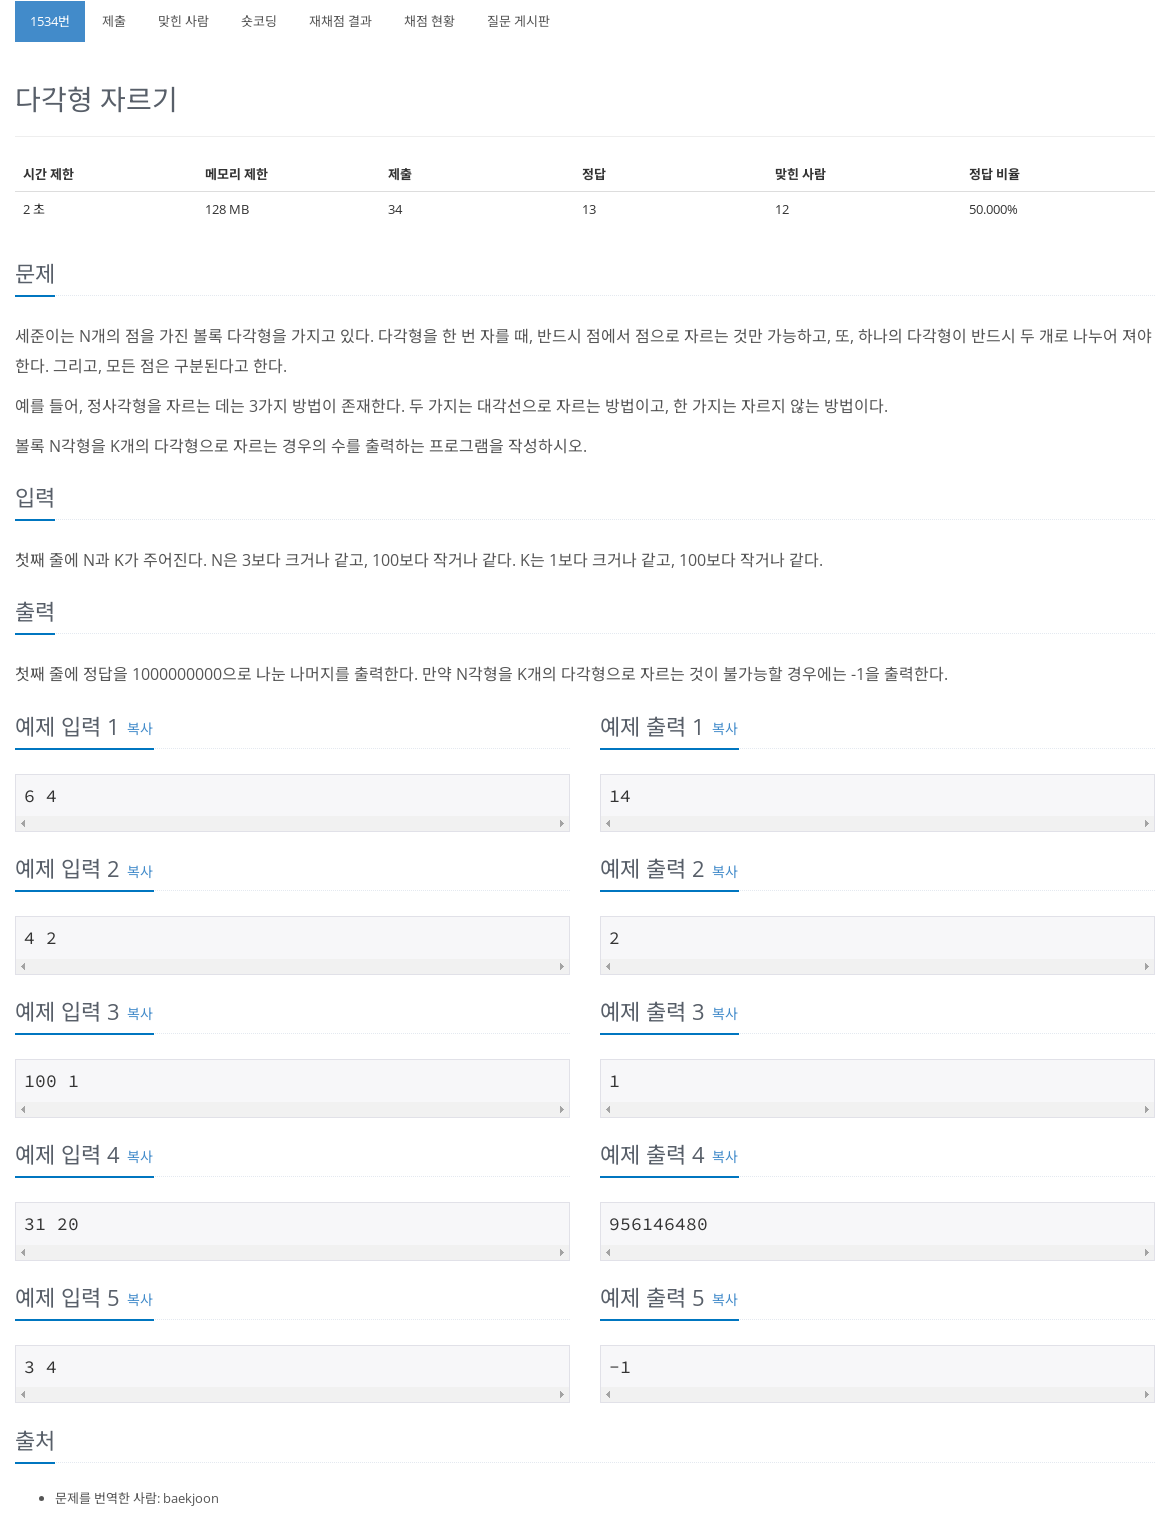 1534번 제출 맞힌 사람 숏코딩 재채점 결과 채점 현황 질문 게시판
다각형 자르기
시간 제한 메모리 제한 제출 정답 맞힌 사람 정답 비율
2 초 128 MB 34 13 12 50.000%
문제
세준이는 N개의 점을 가진 볼록 다각형을 가지고 있다. 다각형을 한 번 자를 때, 반드시 점에서 점으로 자르는 것만 가능하고, 또, 하나의 다각형이 반드시 두 개로 나누어 져야
한다. 그리고, 모든 점은 구분된다고 한다.
예를 들어, 정사각형을 자르는 데는 3가지 방법이 존재한다. 두 가지는 대각선으로 자르는 방법이고, 한 가지는 자르지 않는 방법이다.
볼록 N각형을 K개의 다각형으로 자르는 경우의 수를 출력하는 프로그램을 작성하시오.
입력
첫째 줄에 N과 K가 주어진다. N은 3보다 크거나 같고, 100보다 작거나 같다. K는 1보다 크거나 같고, 100보다 작거나 같다.
출력
첫째 줄에 정답을 1000000000으로 나눈 나머지를 출력한다. 만약 N각형을 K개의 다각형으로 자르는 것이 불가능할 경우에는 -1을 출력한다.
예제 입력 1 복사 예제 출력 1 복사
6 4 14
예제 입력 2 복사 예제 출력 2 복사
4 2 2
예제 입력 3 복사 예제 출력 3 복사
100 1 1
예제 입력 4 복사 예제 출력 4 복사
31 20 956146480
예제 입력 5 복사 예제 출력 5 복사
3 4 -1
출처
• 문제를 번역한 사람: baekjoon